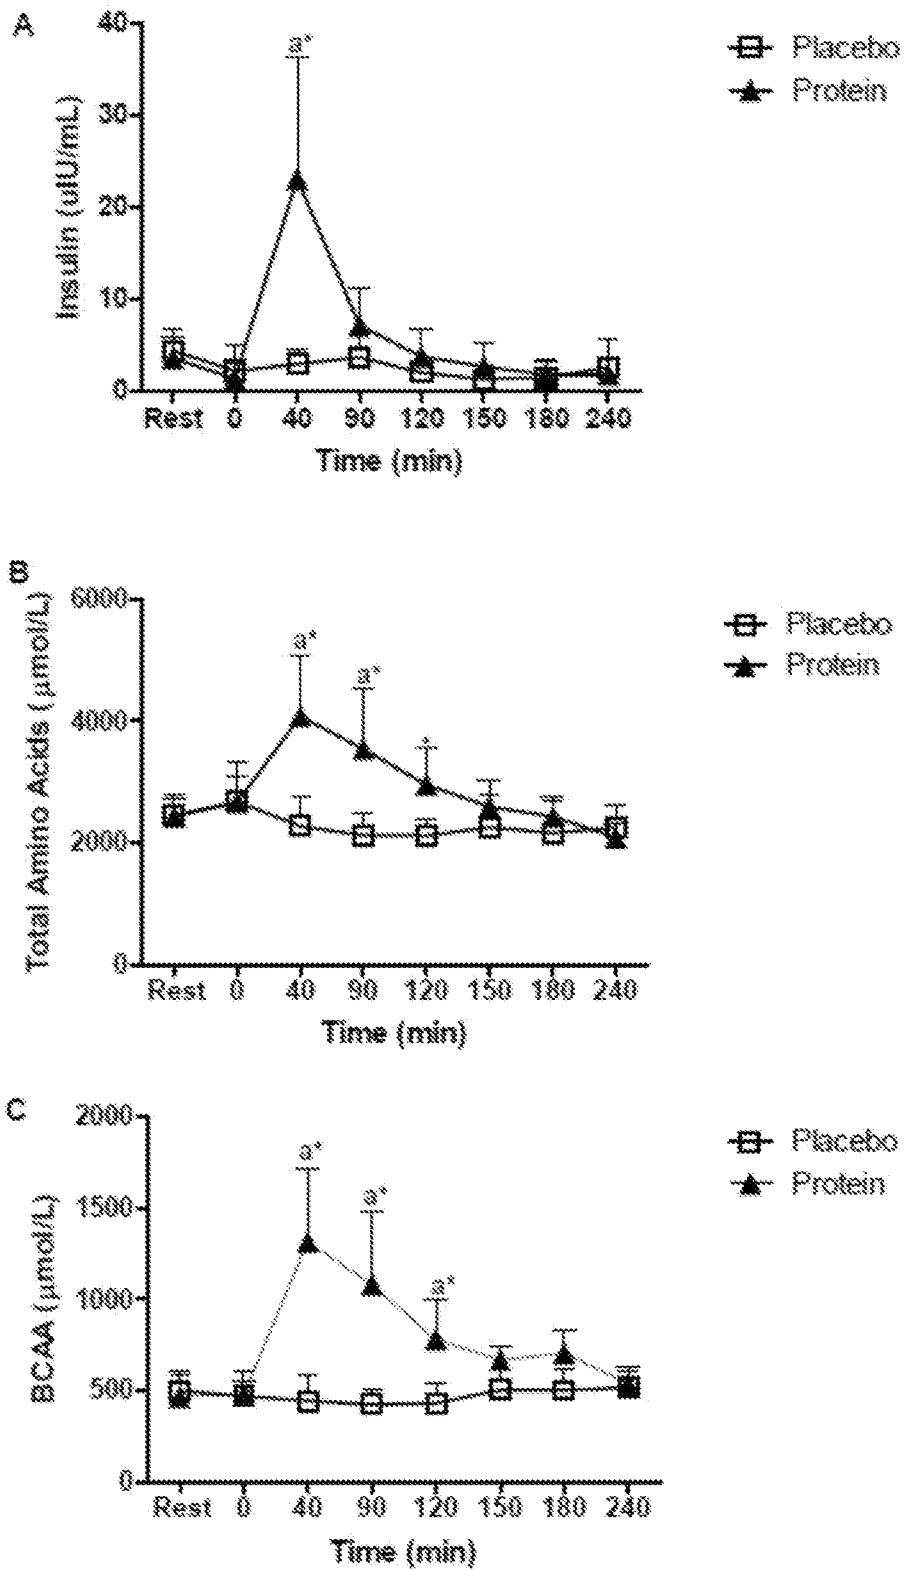 A
Insulin (uIU/mL)
40
30
20
10
0
a*
Rest 0 40 90 120 150 180 240
Time (min)
Placebo
Protein
B
Total Amino Acids (μmol/L)
6000
4000
2000
0
a*
a*
*
Rest 0 40 90 120 150 180 240
Time (min)
Placebo
Protein
C
BCAA (μmol/L)
2000
1500
1000
500
0
a*
a*
a*
Rest 0 40 90 120 150 180 240
Time (min)
Placebo
Protein